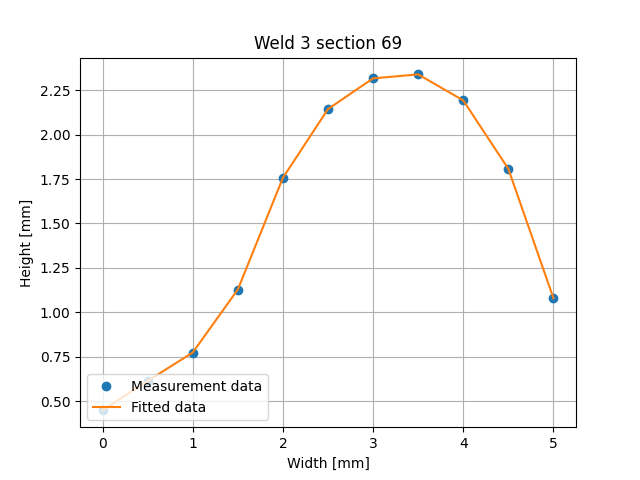 Weld 3 section 69
Height [mm]
2.25
2.00
1.75
1.50
1.25
1.00
0.75
0.50
Measurement data
Fitted data
0 1 2 3 4 5
Width [mm]